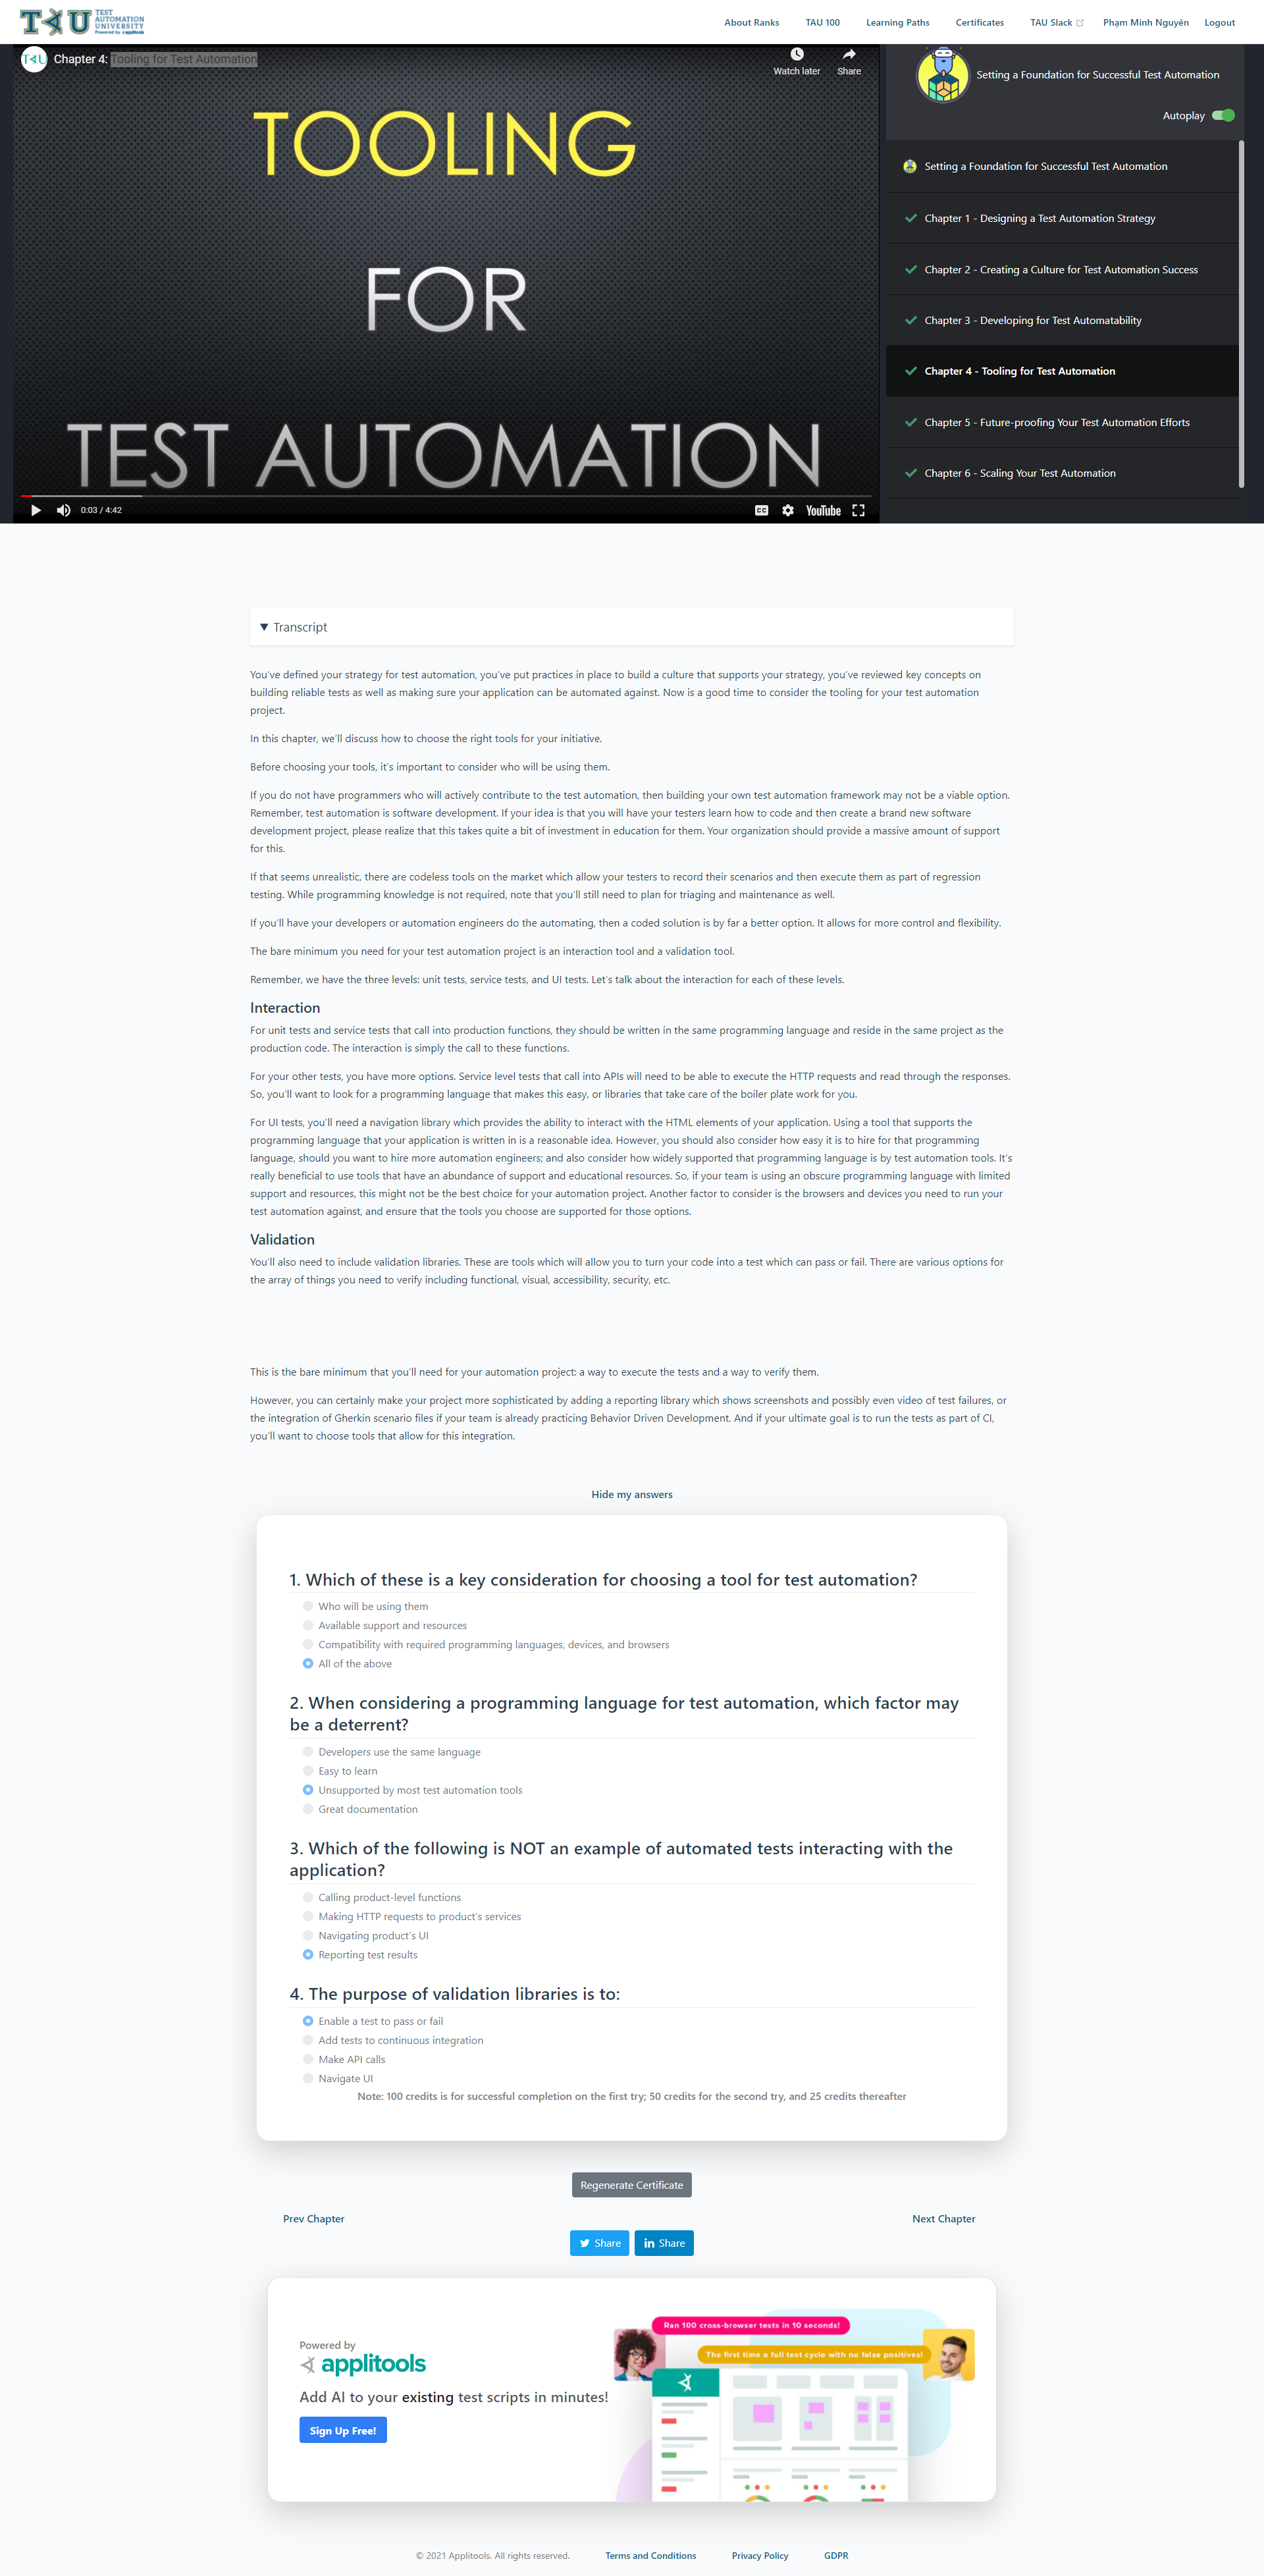 TAU TEST AUTOMATION UNIVERSITY Powered by applitools
About Ranks TAU 100 Learning Paths Certificates TAU Slack Phạm Minh Nguyên Logout
TAU Chapter 4: Tooling for Test Automation
Watch later Share
TOOLING
FOR
TEST AUTOMATION
0:03 / 4:42
CC YouTube
Setting a Foundation for Successful Test Automation
Autoplay
Setting a Foundation for Successful Test Automation
Chapter 1 - Designing a Test Automation Strategy
Chapter 2 - Creating a Culture for Test Automation Success
Chapter 3 - Developing for Test Automatability
Chapter 4 - Tooling for Test Automation
Chapter 5 - Future-proofing Your Test Automation Efforts
Chapter 6 - Scaling Your Test Automation
Transcript
You've defined your strategy for test automation, you've put practices in place to build a culture that supports your strategy, you've reviewed key concepts on
building reliable tests as well as making sure your application can be automated against. Now is a good time to consider the tooling for your test automation
project.
In this chapter, we'll discuss how to choose the right tools for your initiative.
Before choosing your tools, it's important to consider who will be using them.
If you do not have programmers who will actively contribute to the test automation, then building your own test automation framework may not be a viable option.
Remember, test automation is software development. If your idea is that you will have your testers learn how to code and then create a brand new software
development project, please realize that this takes quite a bit of investment in education for them. Your organization should provide a massive amount of support
for this.
If that seems unrealistic, there are codeless tools on the market which allow your testers to record their scenarios and then execute them as part of regression
testing. While programming knowledge is not required, note that you'll still need to plan for triaging and maintenance as well.
If you'll have your developers or automation engineers do the automating, then a coded solution is by far a better option. It allows for more control and flexibility.
The bare minimum you need for your test automation project is an interaction tool and a validation tool.
Remember, we have the three levels: unit tests, service tests, and UI tests. Let's talk about the interaction for each of these levels.
Interaction
For unit tests and service tests that call into production functions, they should be written in the same programming language and reside in the same project as the
production code. The interaction is simply the call to these functions.
For your other tests, you have more options. Service level tests that call into APIs will need to be able to execute the HTTP requests and read through the responses.
So, you'll want to look for a programming language that makes this easy, or libraries that take care of the boiler plate work for you.
For UI tests, you'll need a navigation library which provides the ability to interact with the HTML elements of your application. Using a tool that supports the
programming language that your application is written in is a reasonable idea. However, you should also consider how easy it is to hire for that programming
language, should you want to hire more automation engineers; and also consider how widely supported that programming language is by test automation tools. It's
really beneficial to use tools that have an abundance of support and educational resources. So, if your team is using an obscure programming language with limited
support and resources, this might not be the best choice for your automation project. Another factor to consider is the browsers and devices you need to run your
test automation against, and ensure that the tools you choose are supported for those options.
Validation
You'll also need to include validation libraries. These are tools which will allow you to turn your code into a test which can pass or fail. There are various options for
the array of things you need to verify including functional, visual, accessibility, security, etc.
This is the bare minimum that you'll need for your automation project: a way to execute the tests and a way to verify them.
However, you can certainly make your project more sophisticated by adding a reporting library which shows screenshots and possibly even video of test failures, or
the integration of Gherkin scenario files if your team is already practicing Behavior Driven Development. And if your ultimate goal is to run the tests as part of CI,
you'll want to choose tools that allow for this integration.
Hide my answers
1. Which of these is a key consideration for choosing a tool for test automation?
Who will be using them
Available support and resources
Compatibility with required programming languages, devices, and browsers
All of the above
2. When considering a programming language for test automation, which factor may
be a deterrent?
Developers use the same language
Easy to learn
Unsupported by most test automation tools
Great documentation
3. Which of the following is NOT an example of automated tests interacting with the
application?
Calling product-level functions
Making HTTP requests to product's services
Navigating product's UI
Reporting test results
4. The purpose of validation libraries is to:
Enable a test to pass or fail
Add tests to continuous integration
Make API calls
Navigate UI
Note: 100 credits is for successful completion on the first try; 50 credits for the second try, and 25 credits thereafter
Regenerate Certificate
Prev Chapter Next Chapter
Share Share
Powered by
applitools
Add AI to your existing test scripts in minutes!
Sign Up Free!
Ran 100 cross-browser tests in 10 seconds!
The first time a full test cycle with no false positives!
© 2021 Applitools. All rights reserved. Terms and Conditions Privacy Policy GDPR